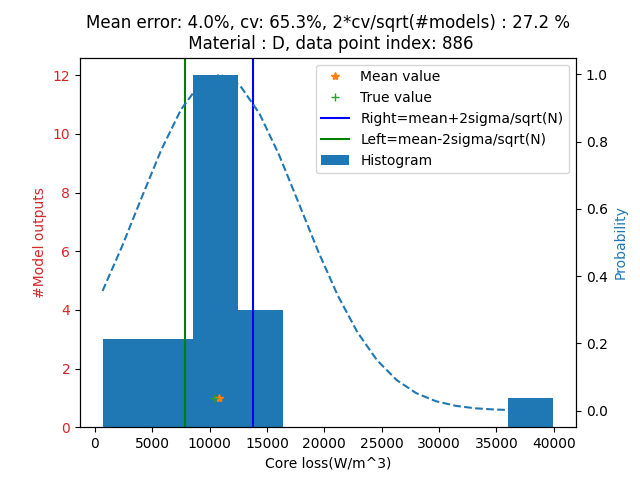 Mean error: 4.0%, cv: 65.3%, 2*cv/sqrt(#models) : 27.2 %
Material : D, data point index: 886
Mean value
True value
Right=mean+2sigma/sqrt(N)
Left=mean-2sigma/sqrt(N)
Histogram
12
10
8
6
4
2
0
#Model outputs
1.0
0.8
0.6
0.4
0.2
0.0
Probability
0 5000 10000 15000 20000 25000 30000 35000 40000
Core loss(W/m^3)